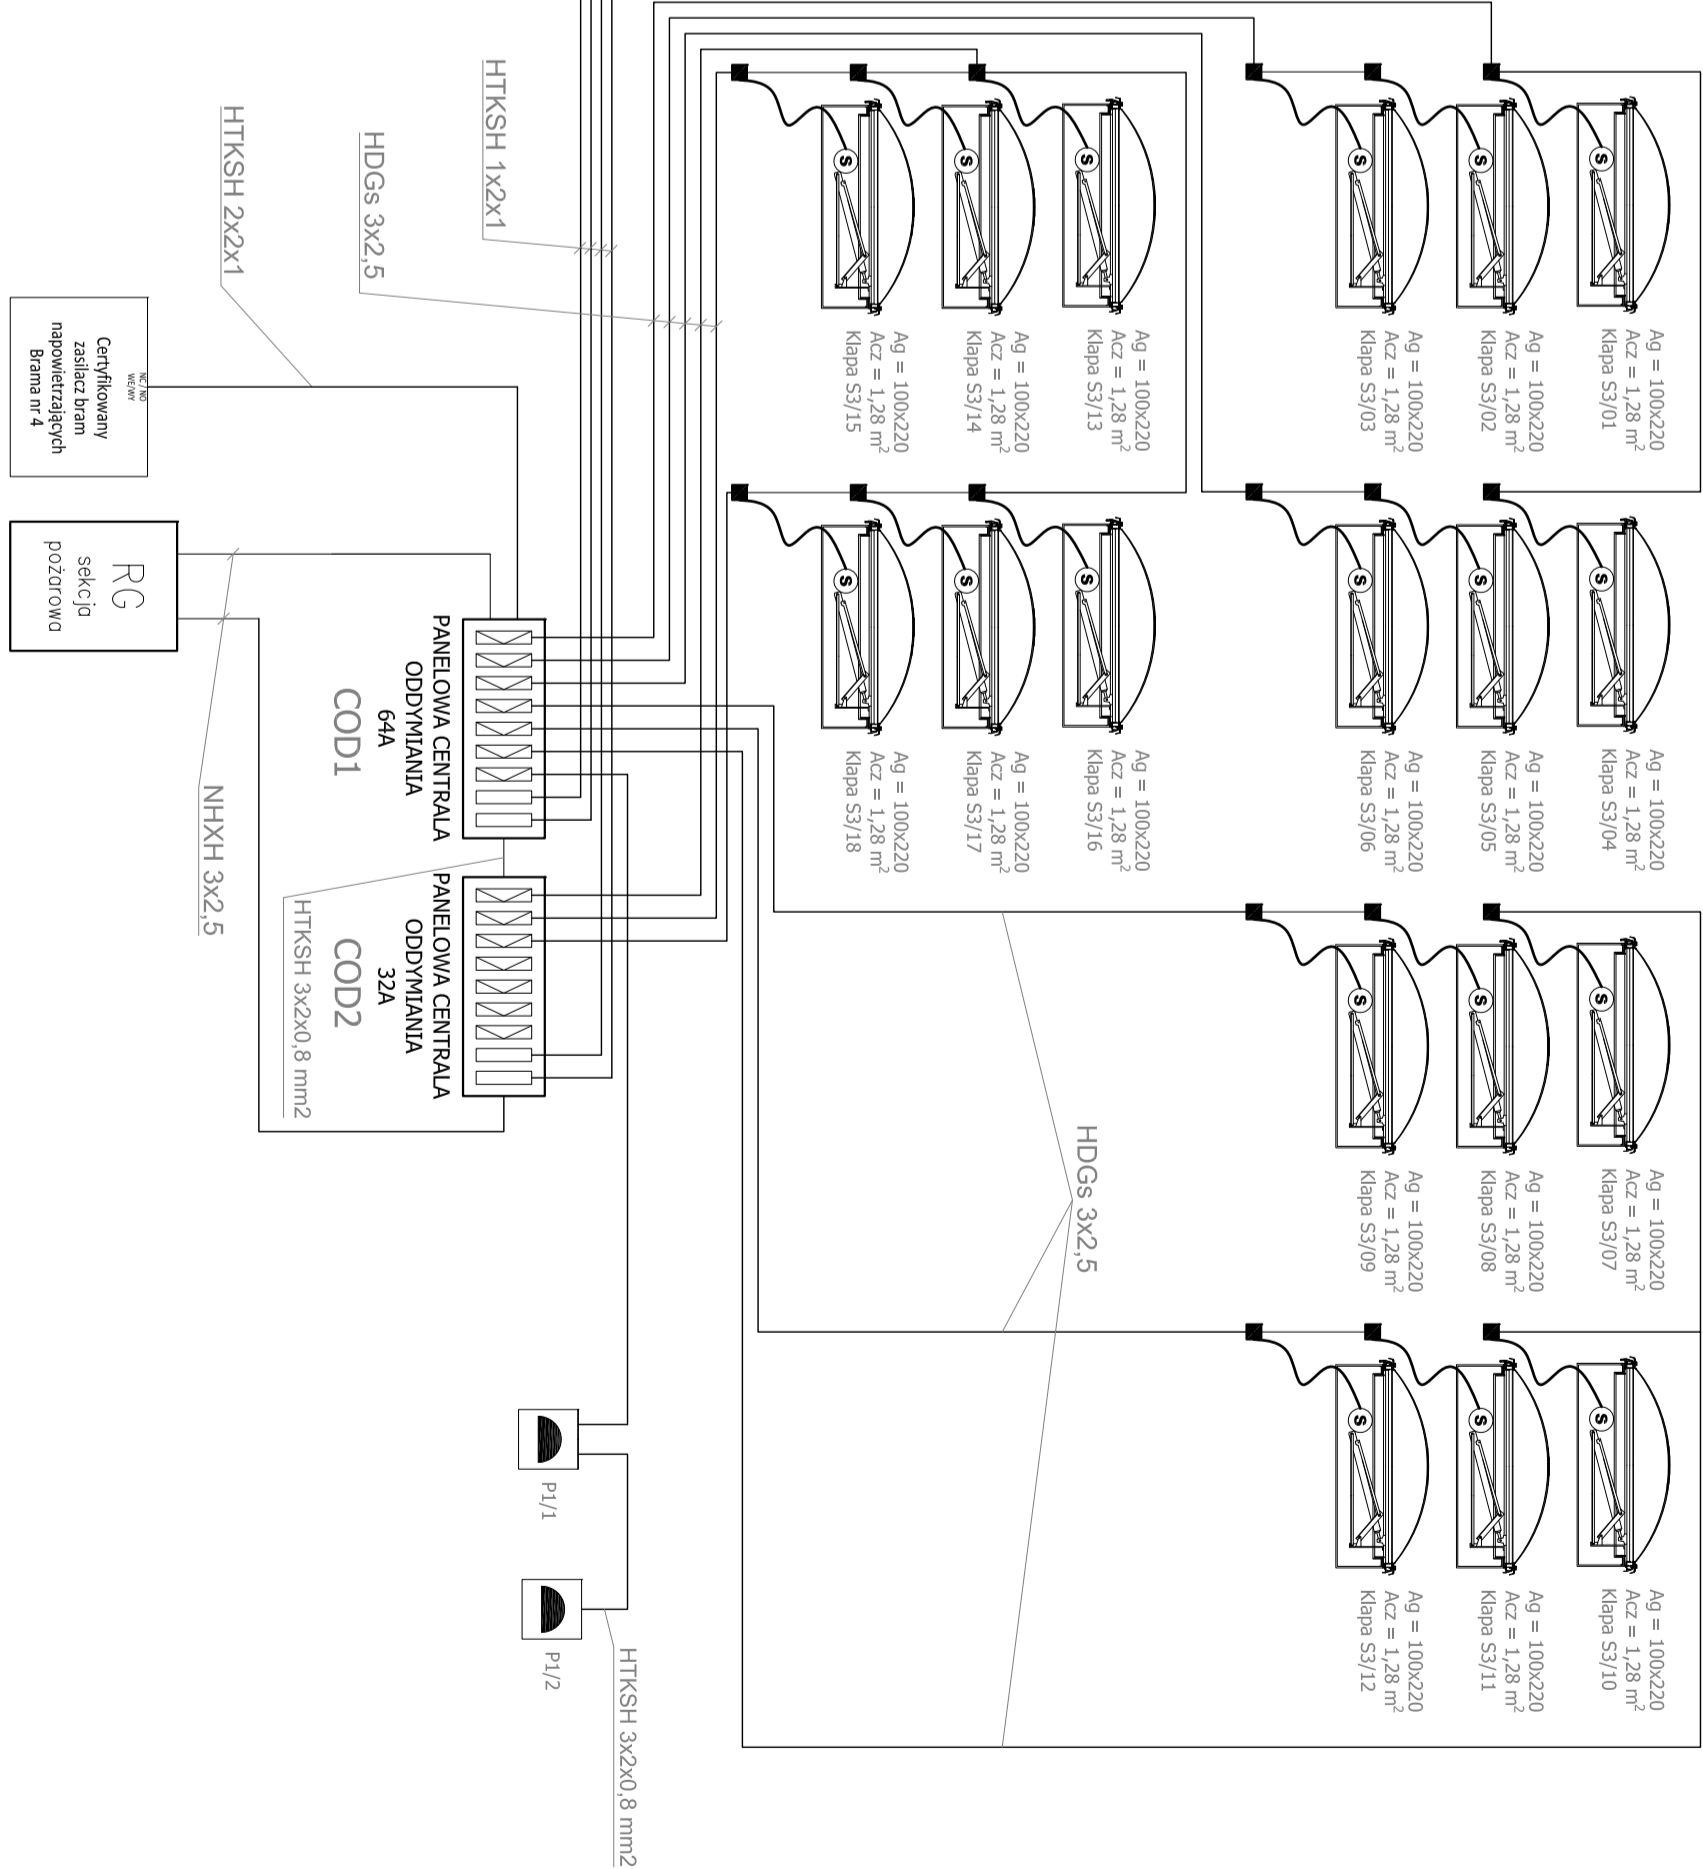 HTKSH 1x2x1
HDGs 3x2,5
HTKSH 2x2x1
NC / NO
WE/WY
Certyfikowany
zasilacz bram
napowietrzających
Brama nr 4
RG
sekcja
pożarowa
NHXH 3x2,5
PANELOWA CENTRALA
ODDYMIANIA
64A
COD1
HTKSH 3x2x0,8 mm2
PANELOWA CENTRALA
ODDYMIANIA
32A
COD2
S
Ag = 100x220
Acz = 1,28 m²
Klapa S3/01
S
Ag = 100x220
Acz = 1,28 m²
Klapa S3/02
S
Ag = 100x220
Acz = 1,28 m²
Klapa S3/03
S
Ag = 100x220
Acz = 1,28 m²
Klapa S3/04
S
Ag = 100x220
Acz = 1,28 m²
Klapa S3/05
S
Ag = 100x220
Acz = 1,28 m²
Klapa S3/06
S
Ag = 100x220
Acz = 1,28 m²
Klapa S3/07
S
Ag = 100x220
Acz = 1,28 m²
Klapa S3/08
S
Ag = 100x220
Acz = 1,28 m²
Klapa S3/09
S
Ag = 100x220
Acz = 1,28 m²
Klapa S3/10
S
Ag = 100x220
Acz = 1,28 m²
Klapa S3/11
S
Ag = 100x220
Acz = 1,28 m²
Klapa S3/12
S
Ag = 100x220
Acz = 1,28 m²
Klapa S3/13
S
Ag = 100x220
Acz = 1,28 m²
Klapa S3/14
S
Ag = 100x220
Acz = 1,28 m²
Klapa S3/15
S
Ag = 100x220
Acz = 1,28 m²
Klapa S3/16
S
Ag = 100x220
Acz = 1,28 m²
Klapa S3/17
S
Ag = 100x220
Acz = 1,28 m²
Klapa S3/18
HDGs 3x2,5
P1/1
P1/2
HTKSH 3x2x0,8 mm2